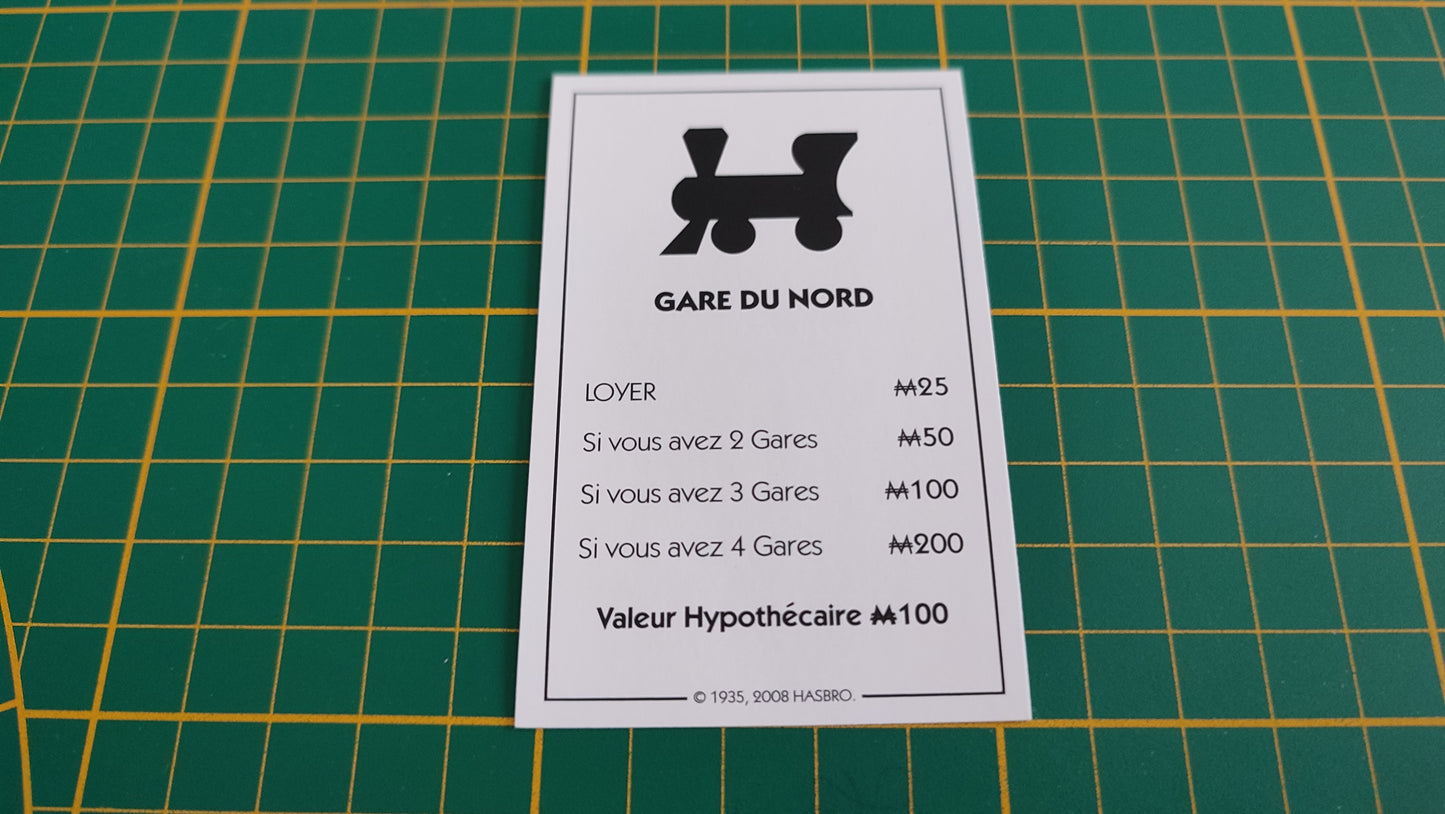 GARE DU NORD
LOYER ₩25
Si vous avez 2 Gares ₩50
Si vous avez 3 Gares ₩100
Si vous avez 4 Gares ₩200
Valeur Hypothécaire ₩100
© 1935, 2008 HASBRO.